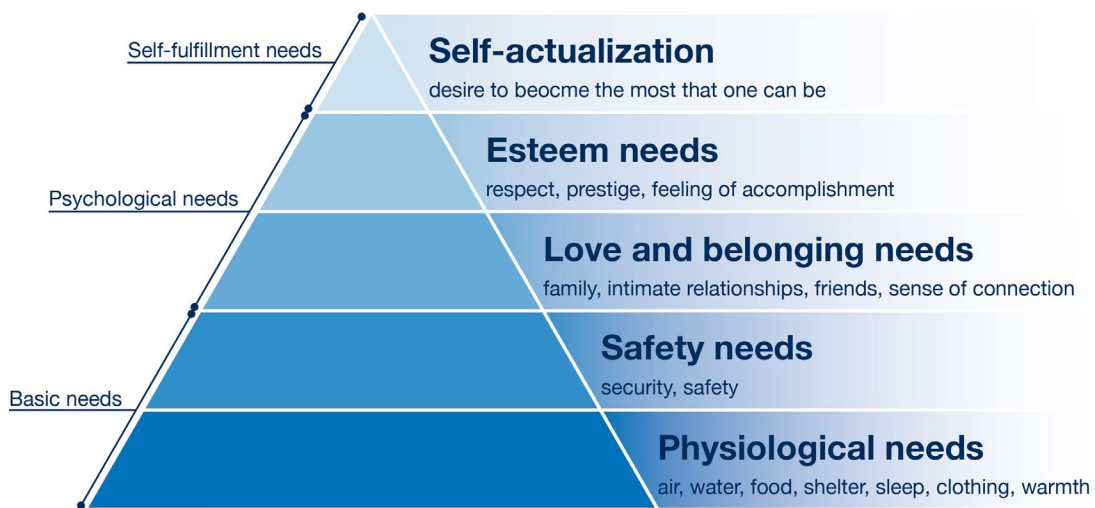 Self-fulfillment needs
Self-actualization
desire to beocme the most that one can be
Esteem needs
respect, prestige, feeling of accomplishment
Psychological needs
Love and belonging needs
family, intimate relationships, friends, sense of connection
Safety needs
security, safety
Basic needs
Physiological needs
air, water, food, shelter, sleep, clothing, warmth